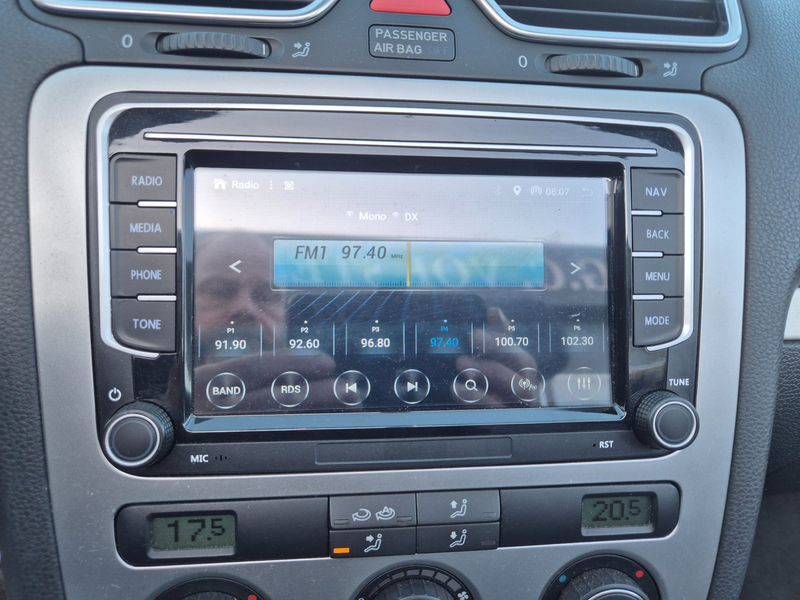 0
PASSENGER
AIR BAG OFF
0
RADIO
MEDIA
PHONE
TONE
NAV
BACK
MENU
MODE
Radio 08:07
Mono DX
FM1 97.40 MHz
P1 P2 P3 P4 P5 P6
91.90 92.60 96.80 97.40 100.70 102.30
BAND RDS
TUNE
MIC
RST
17.5
20.5